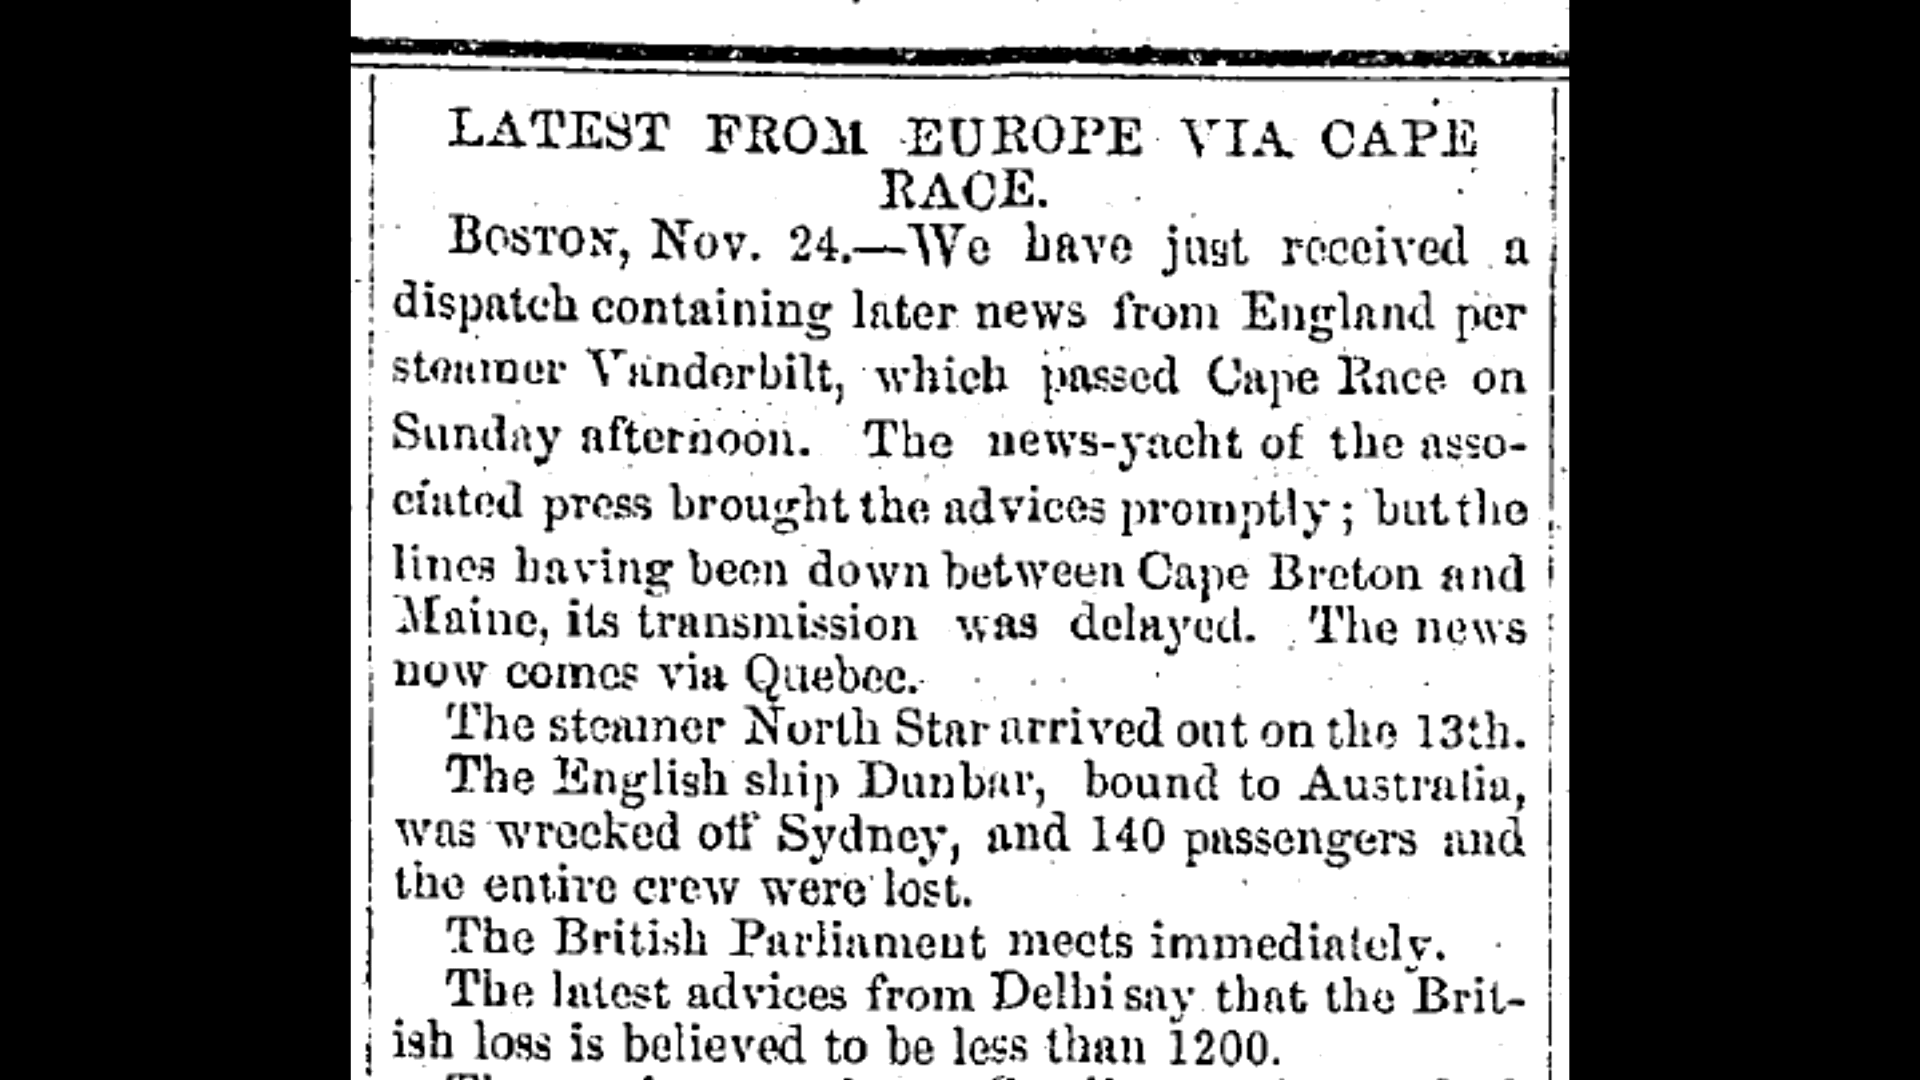 LATEST FROM EUROPE VIA CAPE
RACE.
BOSTON, Nov. 24.—We have just received a
dispatch containing later news from England per
steamer Vanderbilt, which passed Cape Race on
Sunday afternoon. The news-yacht of the asso-
ciated press brought the advices promptly; but the
lines having been down between Cape Breton and
Maine, its transmission was delayed. The news
now comes via Quebec.
The steamer North Star arrived out on the 13th.
The English ship Dunbar, bound to Australia,
was wrecked off Sydney, and 140 passengers and
the entire crew were lost.
The British Parliament meets immediately.
The latest advices from Delhi say that the Brit-
ish loss is believed to be less than 1200.